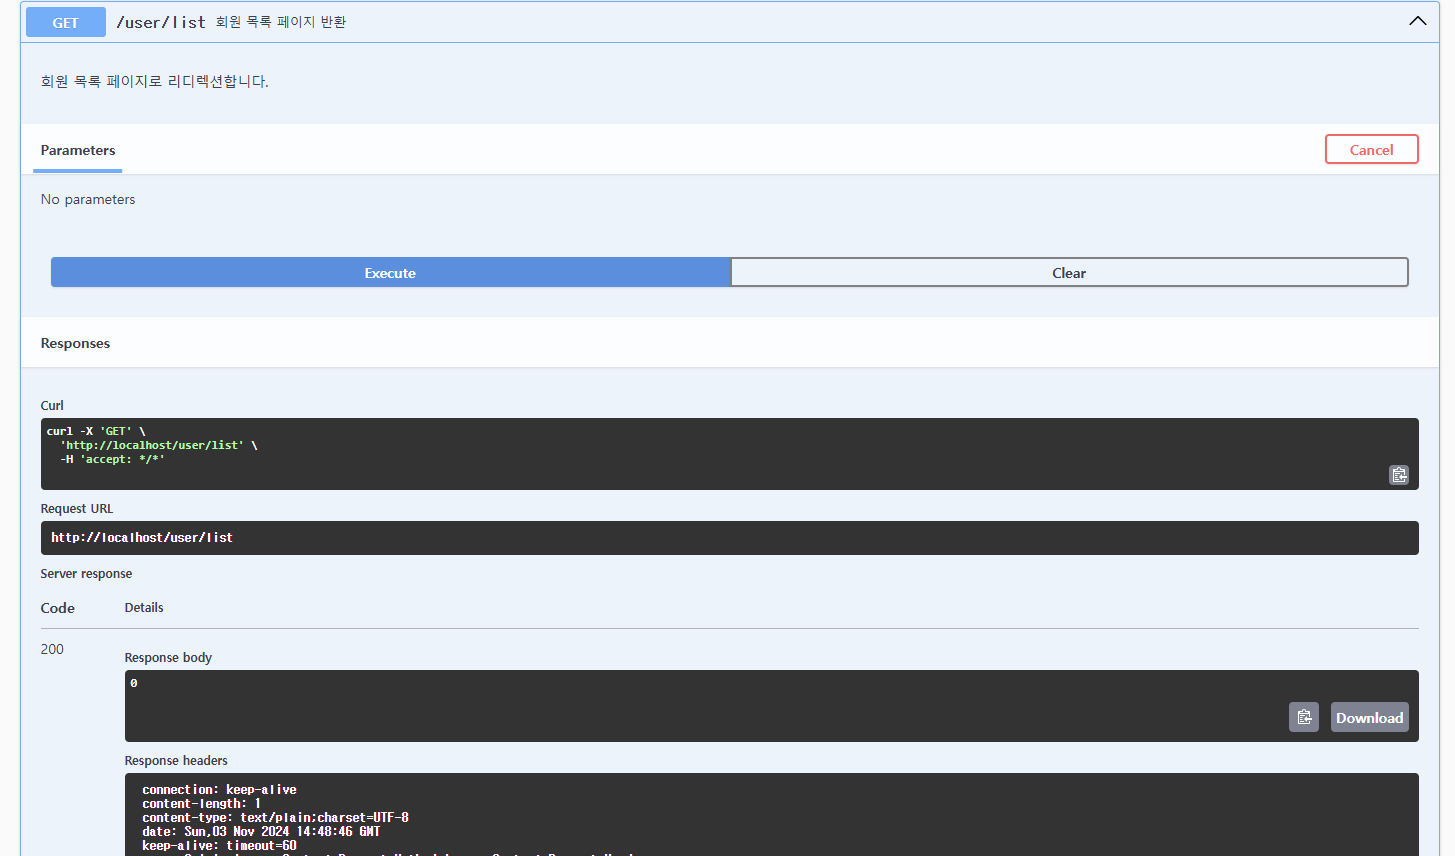 GET /user/list 회원 목록 페이지 반환
회원 목록 페이지로 리디렉션합니다.
Parameters
Cancel
No parameters
Execute
Clear
Responses
Curl
curl -X 'GET' \
'http://localhost/user/list' \
-H 'accept: */*'
Request URL
http://localhost/user/list
Server response
Code Details
200
Response body
0
Download
Response headers
connection: keep-alive
content-length: 1
content-type: text/plain;charset=UTF-8
date: Sun,03 Nov 2024 14:48:46 GMT
keep-alive: timeout=60